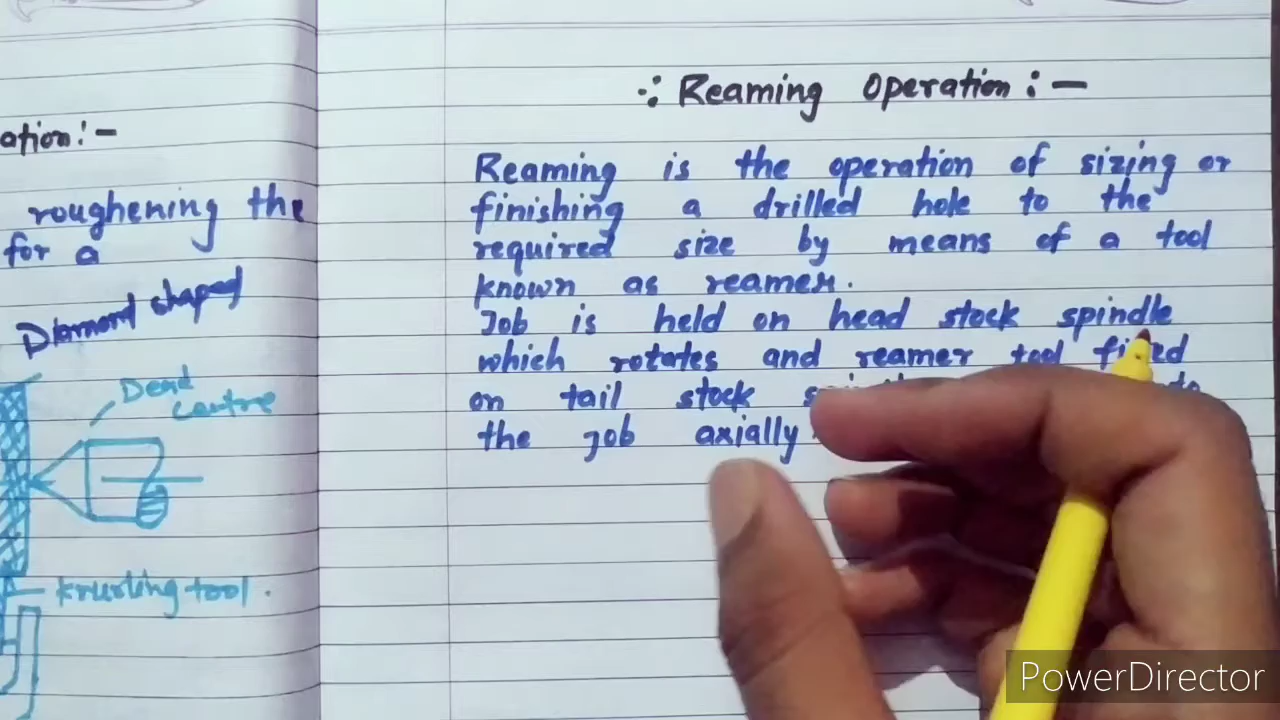 ation:-
roughening the
for a
Diamond shaped
Dead
centre
knurling tool.
∴ Reaming Operation:-
Reaming is the operation of sizing or
finishing a drilled hole to the
required size by means of a tool
known as reamer.
Job is held on head stock spindle
which rotates and reamer tool
on tail stock
the job axially
PowerDirector